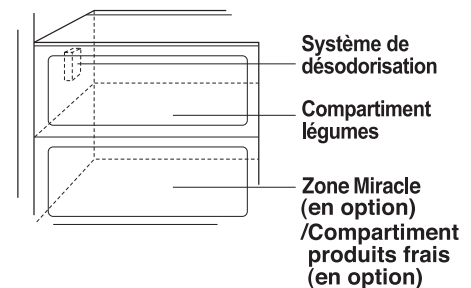 Système de
désodorisation
Compartiment
légumes
Zone Miracle
(en option)
/Compartiment
produits frais
(en option)